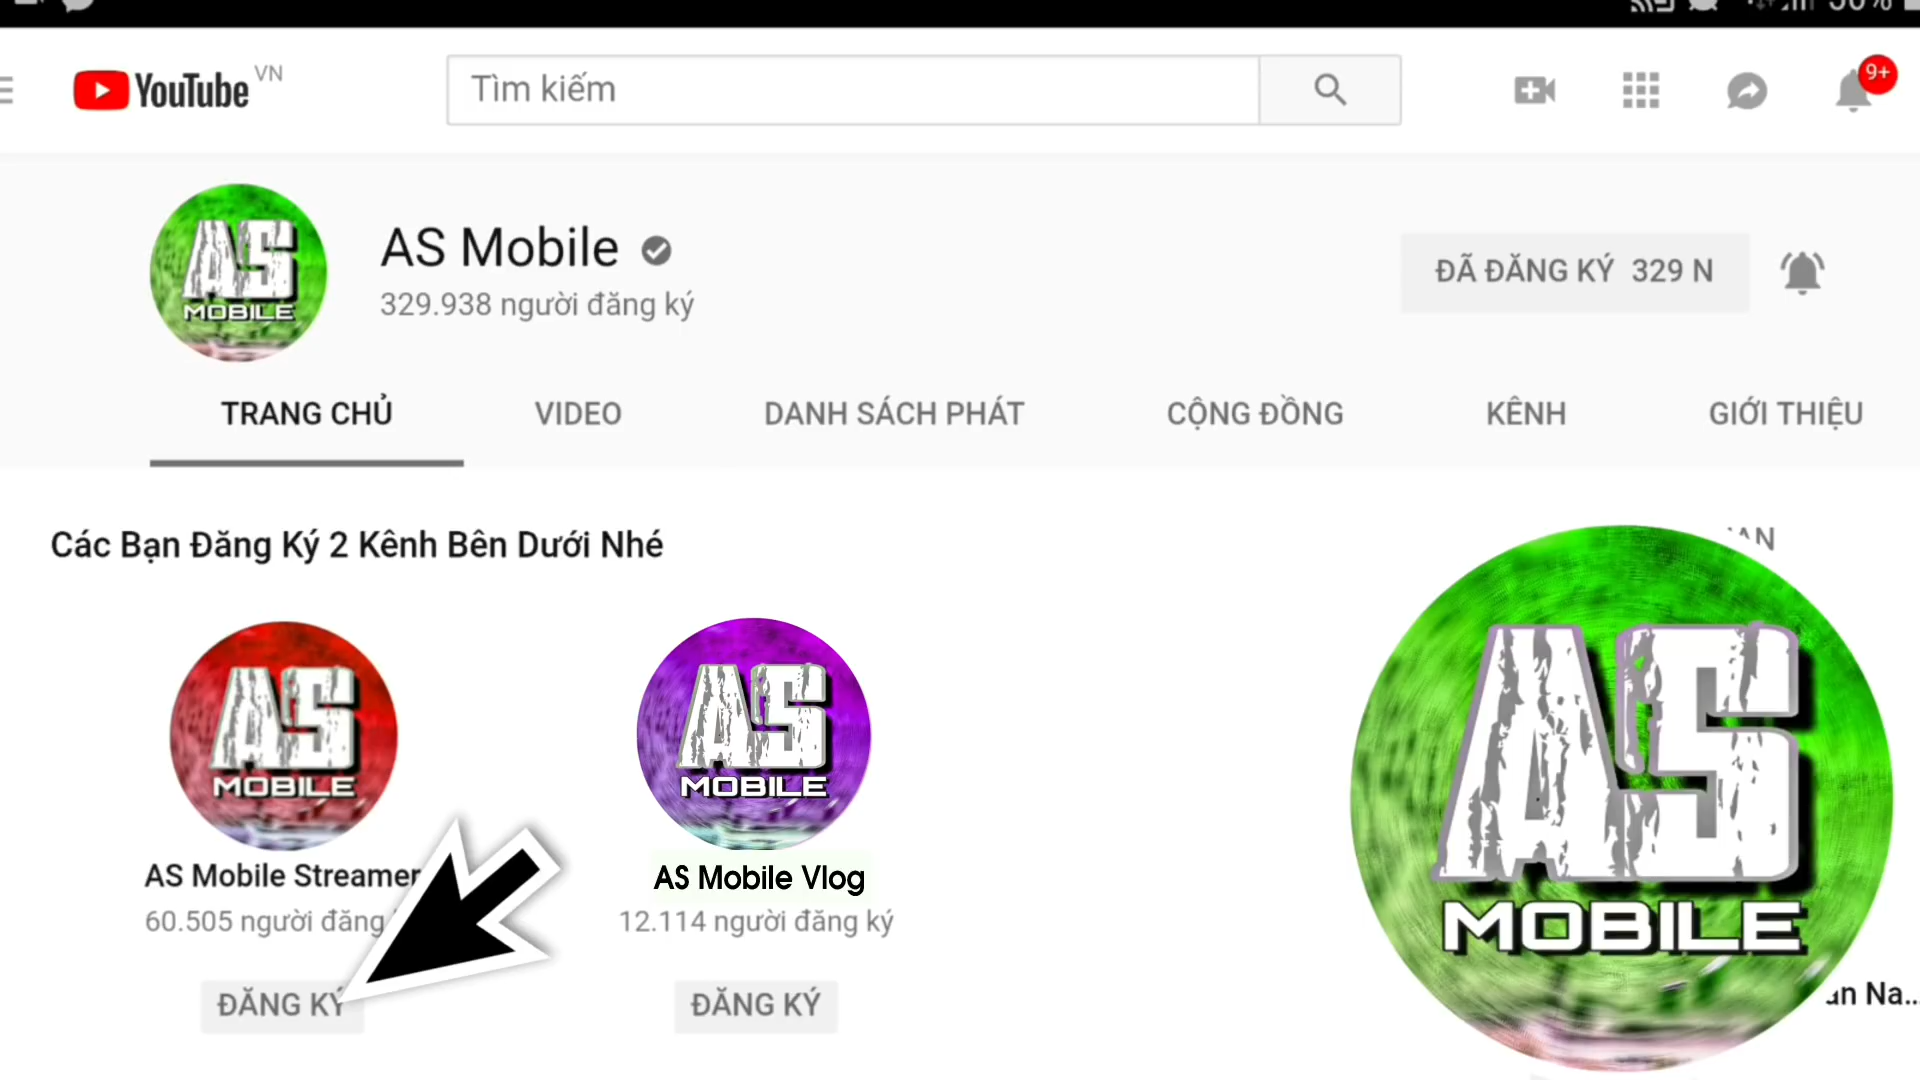 56%
YouTube VN
Tìm kiếm
9+
AS
MOBILE
AS Mobile
329.938 người đăng ký
ĐÃ ĐĂNG KÝ 329 N
TRANG CHỦ
VIDEO
DANH SÁCH PHÁT
CỘNG ĐỒNG
KÊNH
GIỚI THIỆU
Các Bạn Đăng Ký 2 Kênh Bên Dưới Nhé
AS
MOBILE
AS Mobile Streamer
60.505 người đăng
ĐĂNG KÝ
AS
MOBILE
AS Mobile Vlog
12.114 người đăng ký
ĐĂNG KÝ
AS
MOBILE
Na...